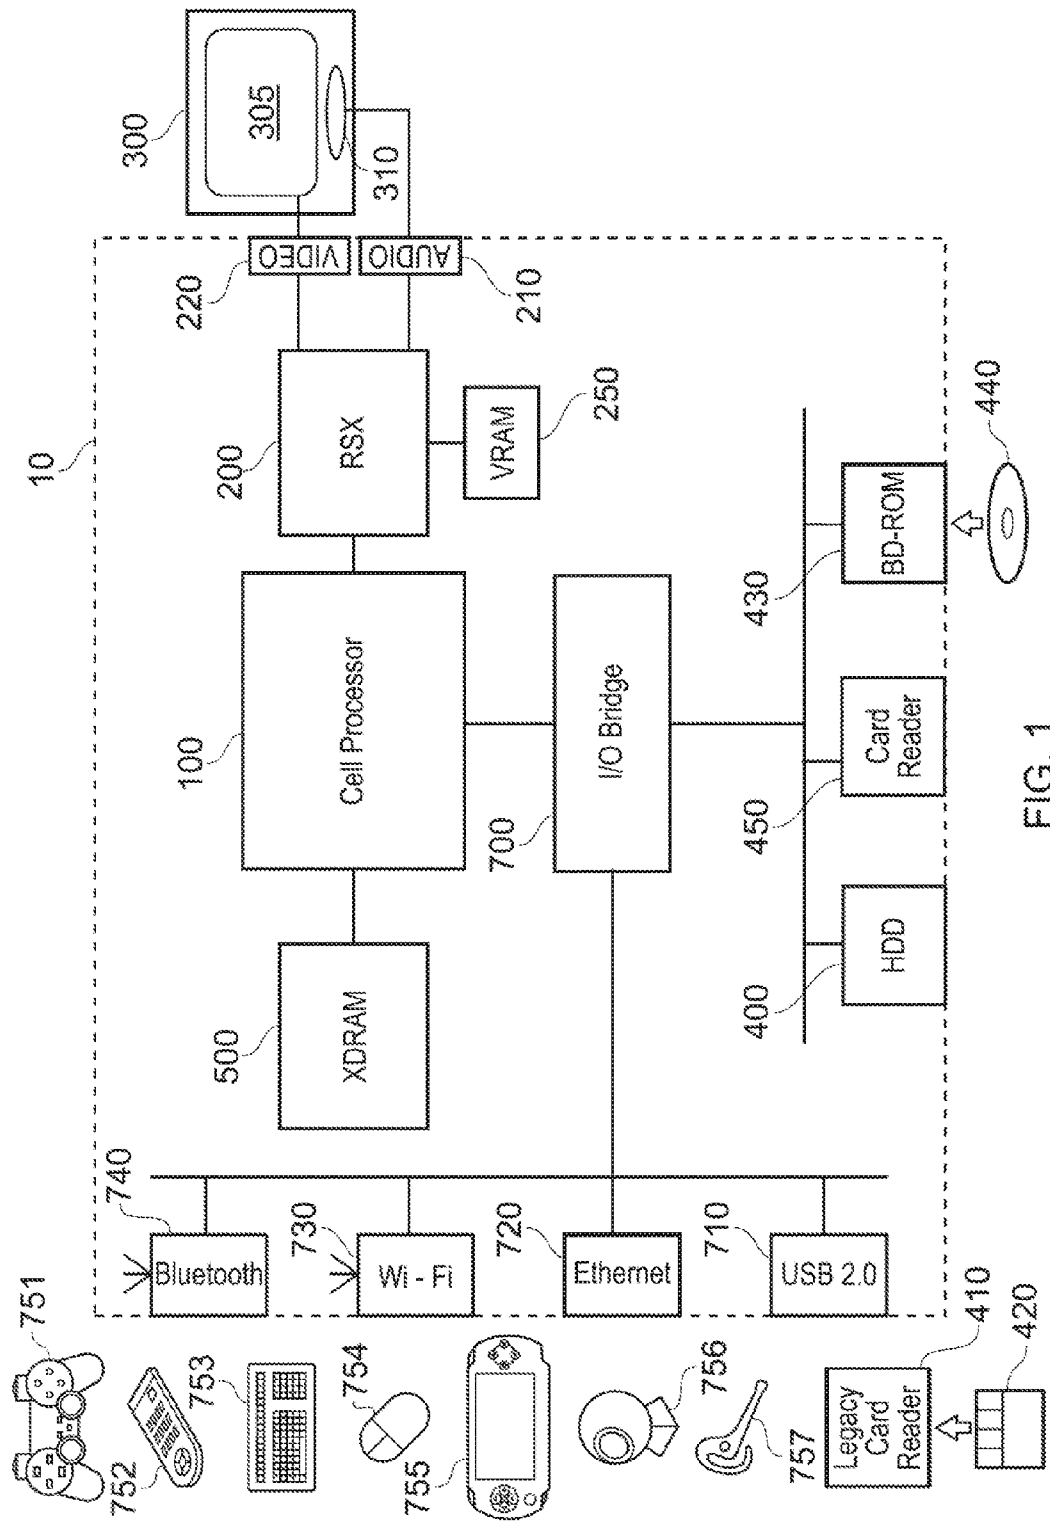 10
300
305
310
220
VIDEO
AUDIO
210
200
RSX
VRAM
250
100
Cell Processor
500
XDRAM
700
I/O Bridge
430
BD-ROM
440
450
Card
Reader
400
HDD
740
Bluetooth
730
Wi - Fi
720
Ethernet
710
USB 2.0
751
752
753
754
755
756
757
Legacy
Card
Reader
410
420
FIG. 1